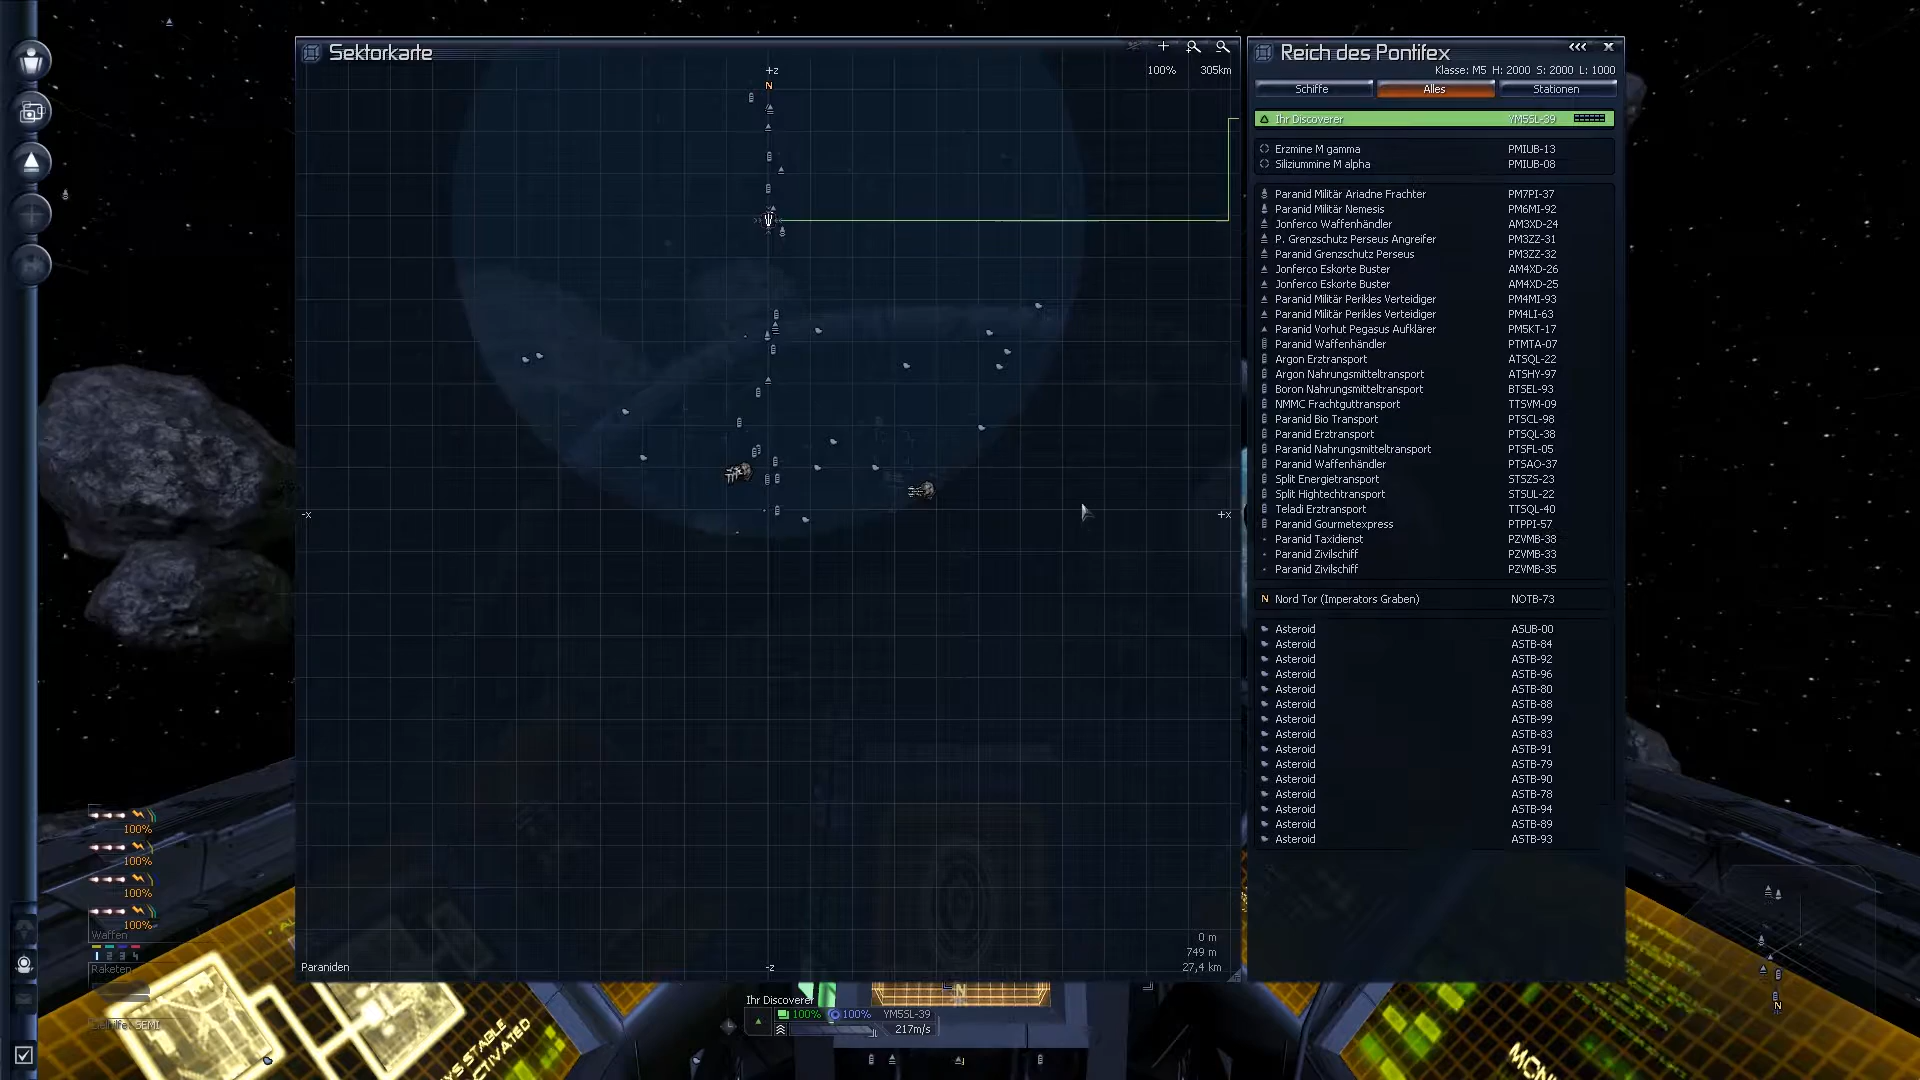 Sektorkarte
100% 305km
+z
N
-x
+x
-z
0 m
749 m
27,4 km
Paraniden
Reich des Pontifex
Klasse: M5 H: 2000 S: 2000 L: 1000
Schiffe Alles Stationen
Ihr Discoverer YM5SL-39
Erzmine M gamma PMIUB-13
Siliziummine M alpha PMIUB-08
Paranid Militär Ariadne Frachter PM7PI-37
Paranid Militär Nemesis PM6MI-92
Jonferco Waffenhändler AM3XD-24
P. Grenzschutz Perseus Angreifer PM3ZZ-31
Paranid Grenzschutz Perseus PM3ZZ-32
Jonferco Eskorte Buster AM4XD-26
Jonferco Eskorte Buster AM4XD-25
Paranid Militär Perikles Verteidiger PM4MI-93
Paranid Militär Perikles Verteidiger PM4LI-63
Paranid Vorhut Pegasus Aufklärer PM5KT-17
Paranid Waffenhändler PTMTA-07
Argon Erztransport ATSQL-22
Argon Nahrungsmitteltransport ATSHY-97
Boron Nahrungsmitteltransport BTSEL-93
NMMC Frachtguttransport TTSVM-09
Paranid Bio Transport PTSCL-98
Paranid Erztransport PTSQL-38
Paranid Nahrungsmitteltransport PTSFL-05
Paranid Waffenhändler PTSAO-37
Split Energietransport STSZS-23
Split Hightechtransport STSUL-22
Teladi Erztransport TTSQL-40
Paranid Gourmetexpress PTPPI-57
Paranid Taxidienst PZVMB-38
Paranid Zivilschiff PZVMB-33
Paranid Zivilschiff PZVMB-35
N Nord Tor (Imperators Graben) NOTB-73
Asteroid ASUB-00
Asteroid ASTB-84
Asteroid ASTB-92
Asteroid ASTB-96
Asteroid ASTB-80
Asteroid ASTB-88
Asteroid ASTB-99
Asteroid ASTB-83
Asteroid ASTB-91
Asteroid ASTB-79
Asteroid ASTB-90
Asteroid ASTB-78
Asteroid ASTB-94
Asteroid ASTB-89
Asteroid ASTB-93
100%
100%
100%
100%
Waffen
1 2 3 4
Raketen
SEMI
N
Ihr Discoverer
100% 100% YM5SL-39
217m/s
N